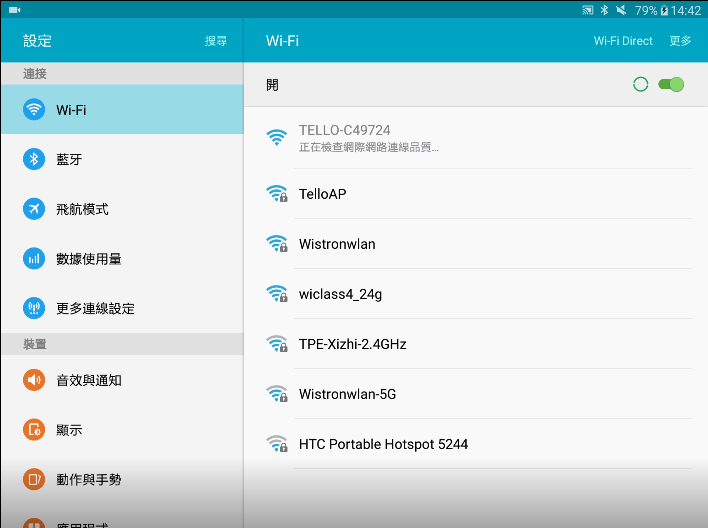 79% 14:42
設定 搜尋
Wi-Fi Wi-Fi Direct 更多
連接
Wi-Fi
藍牙
飛航模式
數據使用量
更多連線設定
裝置
音效與通知
顯示
動作與手勢
應用程式
開
TELLO-C49724
正在檢查網際網路連線品質...
TelloAP
Wistronwlan
wiclass4_24g
TPE-Xizhi-2.4GHz
Wistronwlan-5G
HTC Portable Hotspot 5244